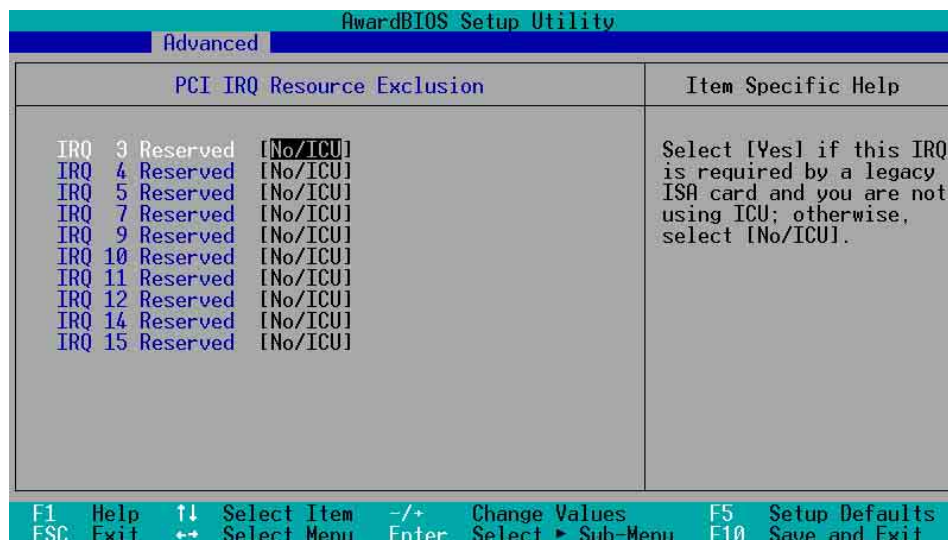 AwardBIOS Setup Utility
Advanced
PCI IRQ Resource Exclusion
IRQ 3 Reserved [No/ICU]
IRQ 4 Reserved [No/ICU]
IRQ 5 Reserved [No/ICU]
IRQ 7 Reserved [No/ICU]
IRQ 9 Reserved [No/ICU]
IRQ 10 Reserved [No/ICU]
IRQ 11 Reserved [No/ICU]
IRQ 12 Reserved [No/ICU]
IRQ 14 Reserved [No/ICU]
IRQ 15 Reserved [No/ICU]
Item Specific Help
Select [Yes] if this IRQ
is required by a legacy
ISA card and you are not
using ICU; otherwise,
select [No/ICU].
F1 Help ↑↓ Select Item -/+ Change Values F5 Setup Defaults
ESC Exit ←→ Select Menu Enter Select ► Sub-Menu F10 Save and Exit